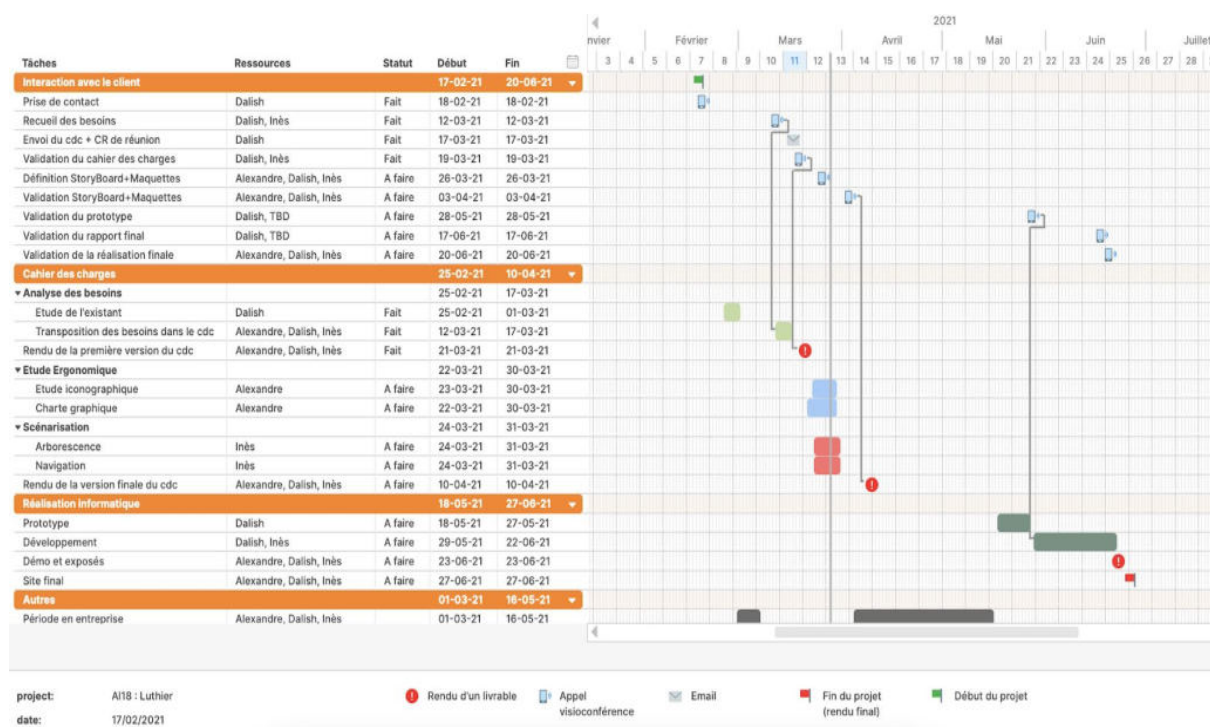 2021
nvier Février Mars Avril Mai Juin Juillet
Tâches Ressources Statut Début Fin 3 4 5 6 7 8 9 10 11 12 13 14 15 16 17 18 19 20 21 22 23 24 25 26 27 28
Interaction avec le client 17-02-21 20-06-21
Prise de contact Dalish Fait 18-02-21 18-02-21
Recueil des besoins Dalish, Inès Fait 12-03-21 12-03-21
Envoi du cdc + CR de réunion Dalish Fait 17-03-21 17-03-21
Validation du cahier des charges Dalish, Inès Fait 19-03-21 19-03-21
Définition StoryBoard+Maquettes Alexandre, Dalish, Inès A faire 26-03-21 26-03-21
Validation StoryBoard+Maquettes Alexandre, Dalish, Inès A faire 03-04-21 03-04-21
Validation du prototype Dalish, TBD A faire 28-05-21 28-05-21
Validation du rapport final Dalish, TBD A faire 17-06-21 17-06-21
Validation de la réalisation finale Alexandre, Dalish, Inès A faire 20-06-21 20-06-21
Cahier des charges 25-02-21 10-04-21
Analyse des besoins 25-02-21 17-03-21
Etude de l'existant Dalish Fait 25-02-21 01-03-21
Transposition des besoins dans le cdc Alexandre, Dalish, Inès Fait 12-03-21 17-03-21
Rendu de la première version du cdc Alexandre, Dalish, Inès Fait 21-03-21 21-03-21
Etude Ergonomique 22-03-21 30-03-21
Etude iconographique Alexandre A faire 23-03-21 30-03-21
Charte graphique Alexandre A faire 22-03-21 30-03-21
Scénarisation 24-03-21 31-03-21
Arborescence Inès A faire 24-03-21 31-03-21
Navigation Inès A faire 24-03-21 31-03-21
Rendu de la version finale du cdc Alexandre, Dalish, Inès A faire 10-04-21 10-04-21
Réalisation informatique 18-05-21 27-06-21
Prototype Dalish A faire 18-05-21 27-05-21
Développement Dalish, Inès A faire 29-05-21 22-06-21
Démo et exposés Alexandre, Dalish, Inès A faire 23-06-21 23-06-21
Site final Alexandre, Dalish, Inès A faire 27-06-21 27-06-21
Autres 01-03-21 16-05-21
Période en entreprise Alexandre, Dalish, Inès 01-03-21 16-05-21
project: AI18 : Luthier
date: 17/02/2021
Rendu d'un livrable
Appel
visioconférence
Email
Fin du projet
(rendu final)
Début du projet